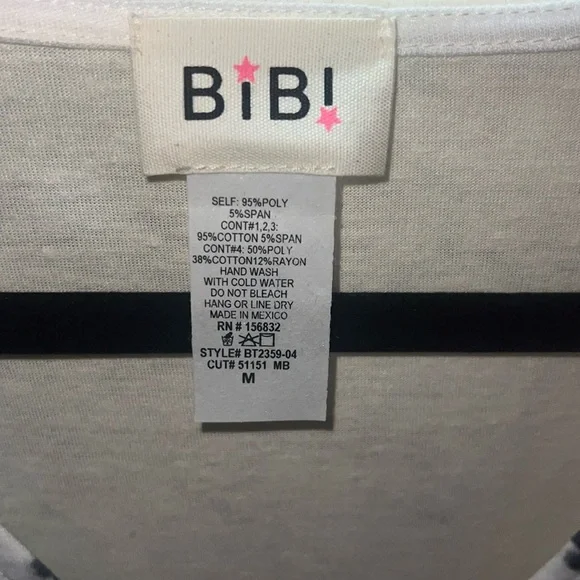 BiB!
SELF: 95%POLY
5%SPAN
CONT#1,2,3:
95%COTTON 5%SPAN
CONT#4: 50%POLY
38%COTTON12%RAYON
HAND WASH
WITH COLD WATER
DO NOT BLEACH
HANG OR LINE DRY
MADE IN MEXICO
RN # 156832
STYLE# BT2359-04
CUT# 51151 MB
M